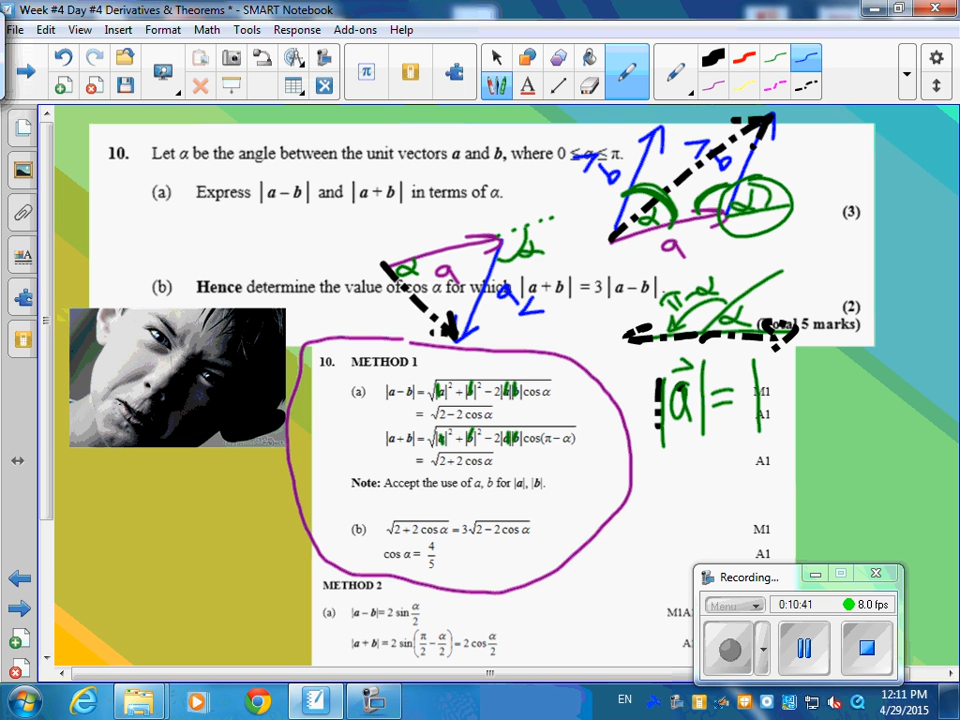 Week #4 Day #4 Derivatives & Theorems * - SMART Notebook
File Edit View Insert Format Math Tools Response Add-ons Help
π
10. Let α be the angle between the unit vectors a and b, where 0 ≤ α ≤ π.
(a) Express |a – b| and |a + b| in terms of α.
(3)
b
b
α
α
a
α
α
a
(b) Hence determine the value of cos α for which |a + b| = 3 |a – b|.
(2)
(Total 5 marks)
π-α
α
|a⃗| = 1
10. METHOD 1
(a) |a – b| = √(|a|² + |b|² – 2|a||b|cos α) M1
= √(2 – 2 cos α) A1
|a + b| = √(|a|² + |b|² – 2|a||b|cos(π – α))
= √(2 + 2 cos α) A1
Note: Accept the use of a, b for |a|, |b|.
(b) √(2 + 2 cos α) = 3√(2 – 2 cos α) M1
cos α = 4/5 A1
METHOD 2
(a) |a – b| = 2 sin α/2 M1A
|a + b| = 2 sin(π/2 – α/2) = 2 cos α/2
Recording...
Menu 0:10:41 8.0 fps
EN
12:11 PM
4/29/2015